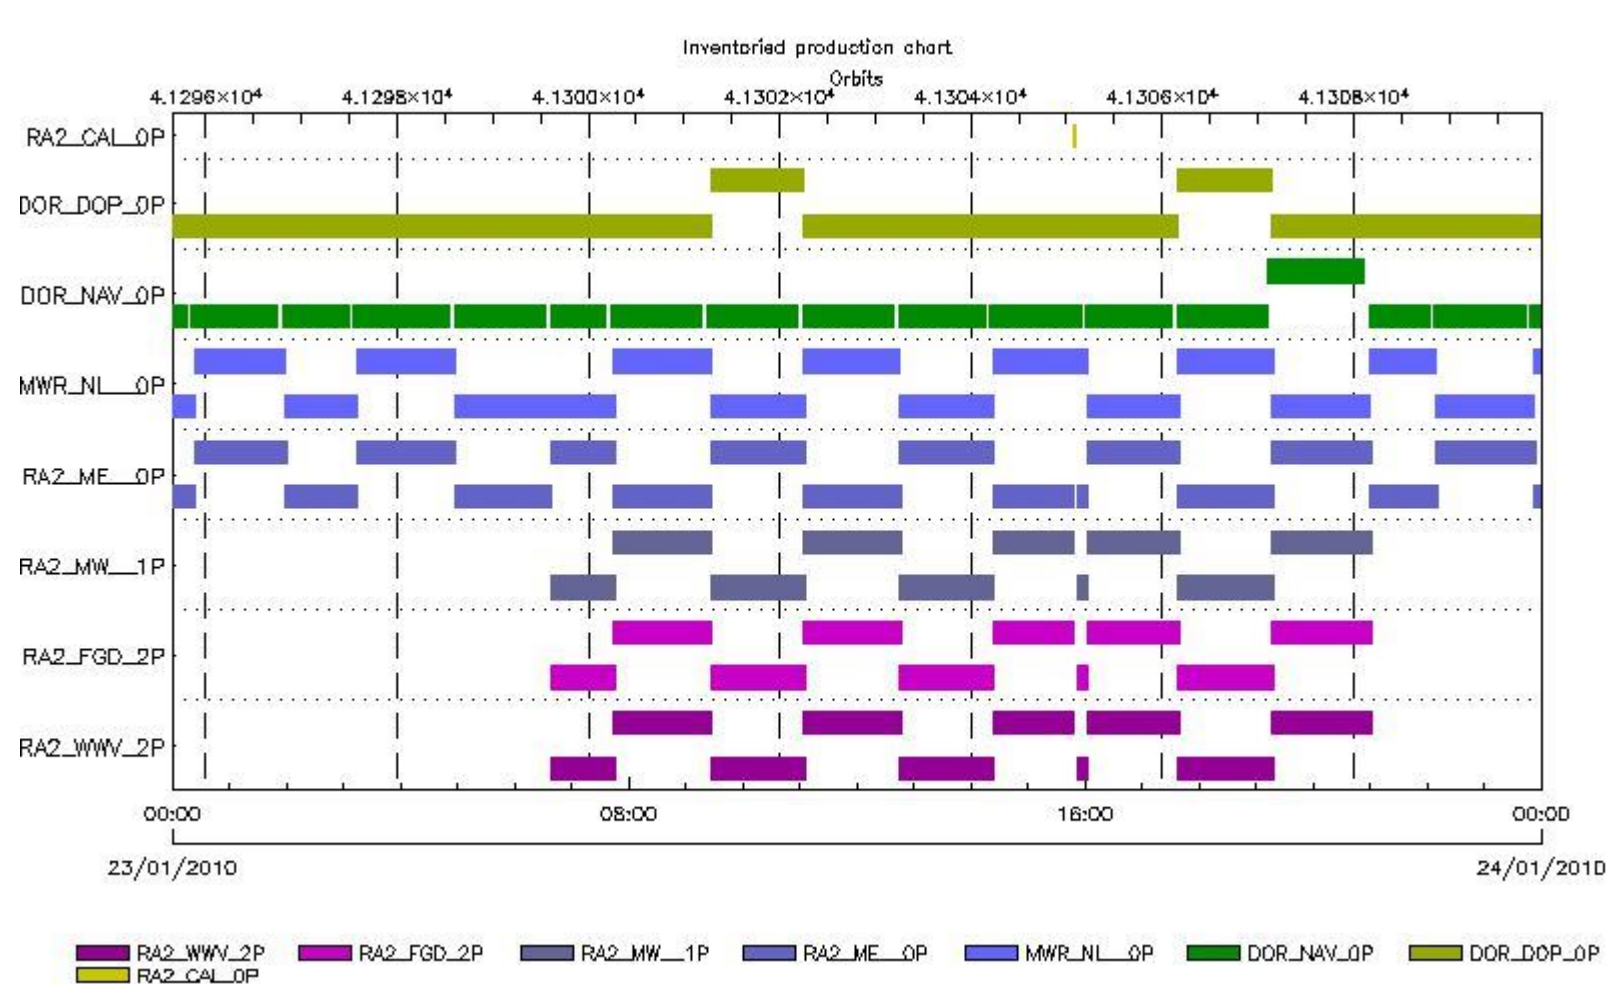 Inventoried production chart
Orbits
4.1296×10⁴ 4.1298×10⁴ 4.1300×10⁴ 4.1302×10⁴ 4.1304×10⁴ 4.1306×10⁴ 4.1308×10⁴
RA2_CAL_0P
DOR_DOP_0P
DOR_NAV_0P
MWR_NL__0P
RA2_ME__0P
RA2_MW__1P
RA2_FGD_2P
RA2_WWV_2P
00:00 08:00 16:00 00:00
23/01/2010 24/01/2010
RA2_WWV_2P RA2_FGD_2P RA2_MW__1P RA2_ME__0P MWR_NL__0P DOR_NAV_0P DOR_DOP_0P
RA2_CAL_0P